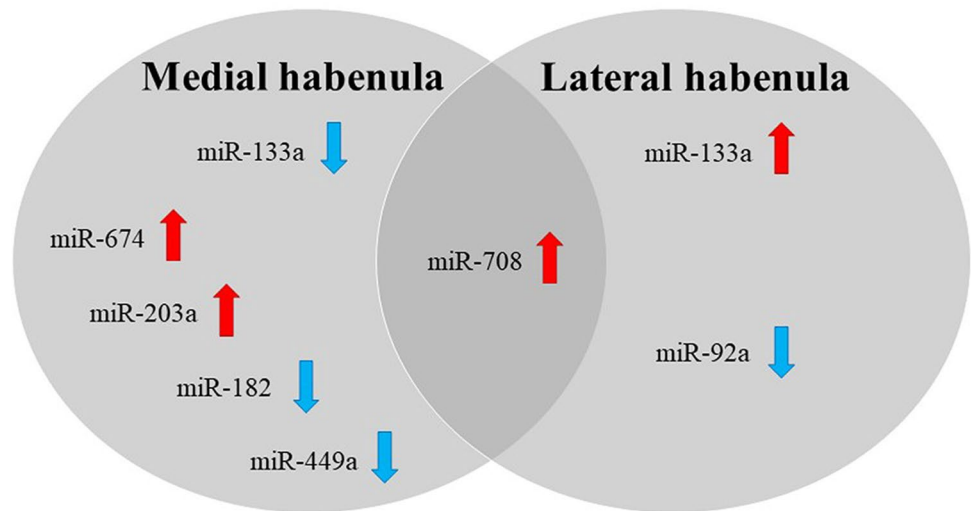 Medial habenula
miR-133a
miR-674
miR-203a
miR-182
miR-449a
miR-708
Lateral habenula
miR-133a
miR-92a